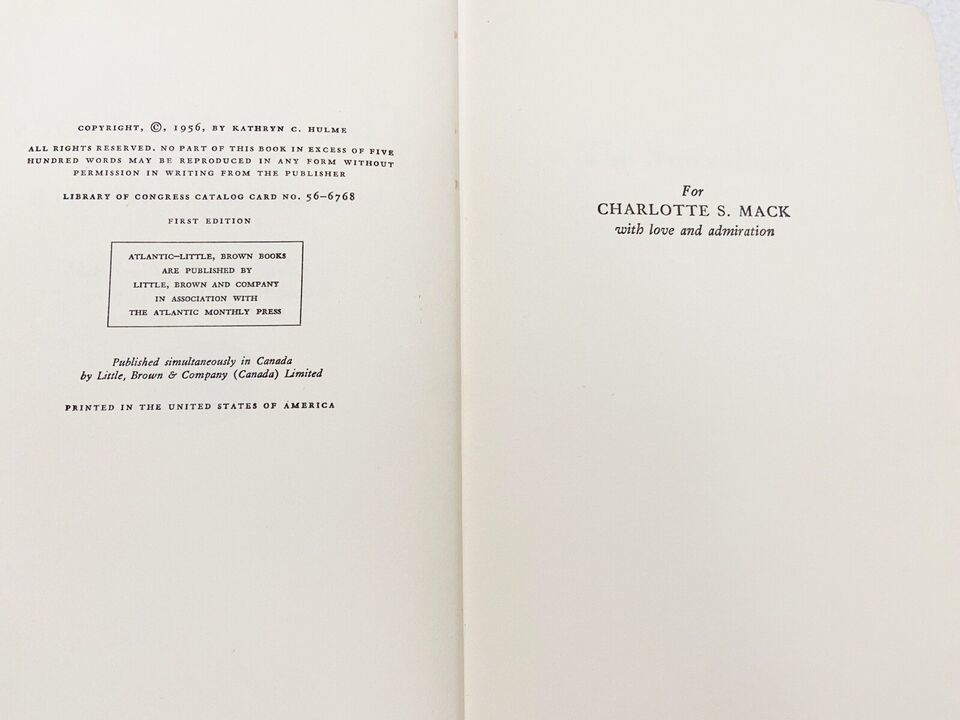 COPYRIGHT, ©, 1956, BY KATHRYN C. HULME
ALL RIGHTS RESERVED. NO PART OF THIS BOOK IN EXCESS OF FIVE
HUNDRED WORDS MAY BE REPRODUCED IN ANY FORM WITHOUT
PERMISSION IN WRITING FROM THE PUBLISHER
LIBRARY OF CONGRESS CATALOG CARD NO. 56–6768
FIRST EDITION
ATLANTIC–LITTLE, BROWN BOOKS
ARE PUBLISHED BY
LITTLE, BROWN AND COMPANY
IN ASSOCIATION WITH
THE ATLANTIC MONTHLY PRESS
Published simultaneously in Canada
by Little, Brown & Company (Canada) Limited
PRINTED IN THE UNITED STATES OF AMERICA
For
CHARLOTTE S. MACK
with love and admiration